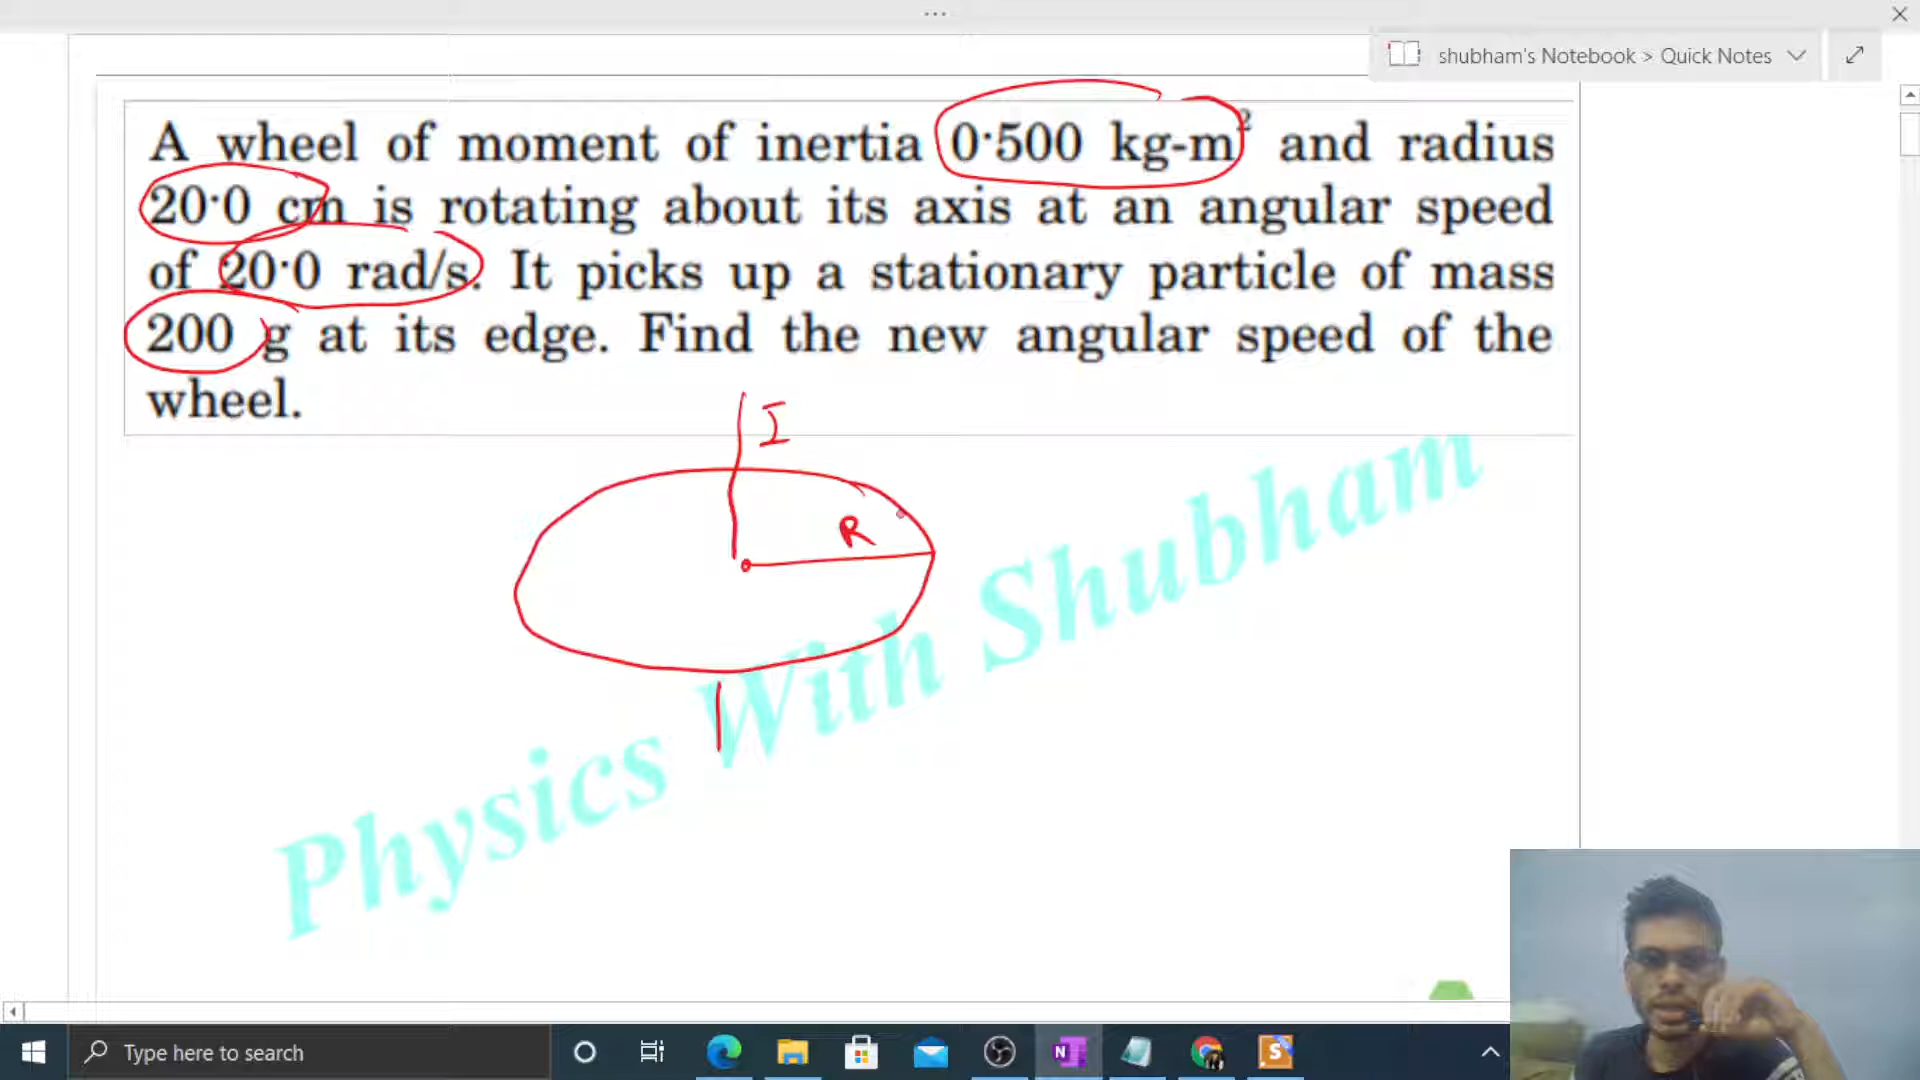 ...
shubham's Notebook > Quick Notes
A wheel of moment of inertia 0·500 kg-m²  and radius
20·0 cm is rotating about its axis at an angular speed
of 20·0 rad/s. It picks up a stationary particle of mass
200 g at its edge. Find the new angular speed of the
wheel.
I
R
Physics With Shubham
Type here to search
N
S